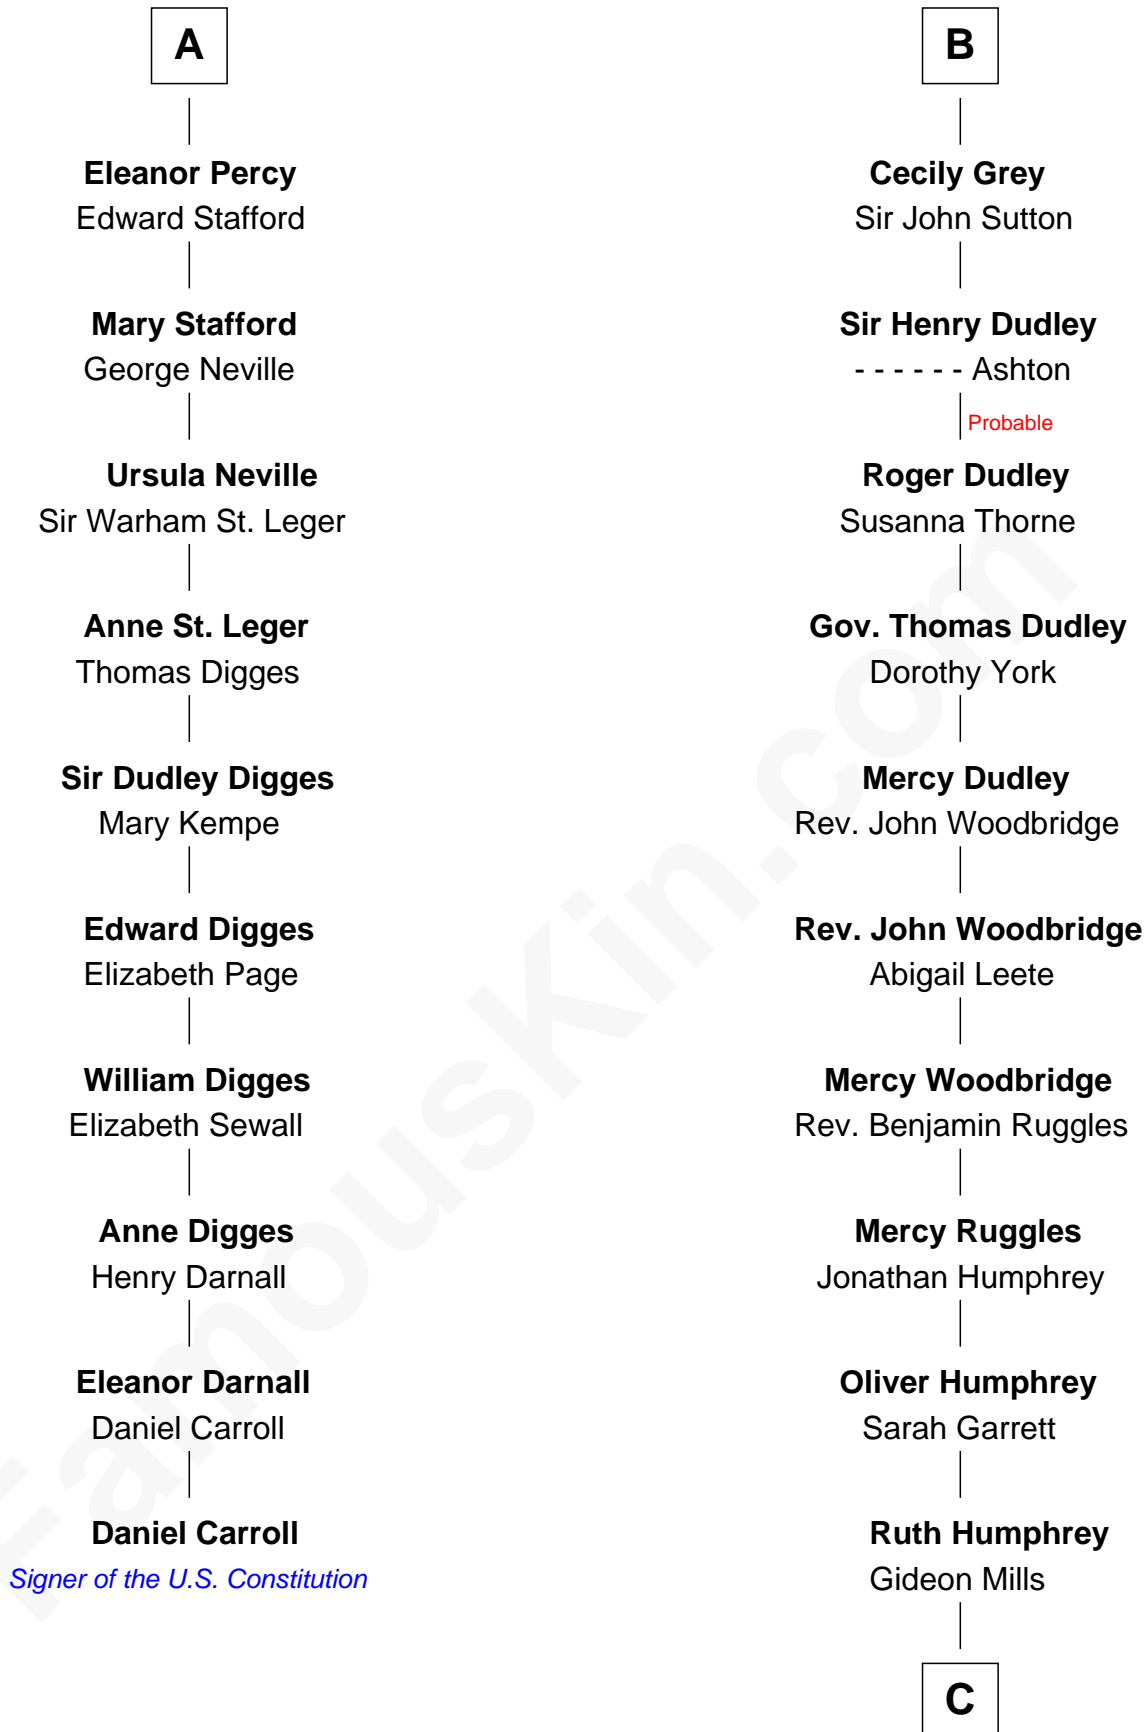 A
Eleanor Percy
Edward Stafford
Mary Stafford
George Neville
Ursula Neville
Sir Warham St. Leger
Anne St. Leger
Thomas Digges
Sir Dudley Digges
Mary Kempe
Edward Digges
Elizabeth Page
William Digges
Elizabeth Sewall
Anne Digges
Henry Darnall
Eleanor Darnall
Daniel Carroll
Daniel Carroll
Signer of the U.S. Constitution
B
Cecily Grey
Sir John Sutton
Sir Henry Dudley
- - - - - - Ashton
Probable
Roger Dudley
Susanna Thorne
Gov. Thomas Dudley
Dorothy York
Mercy Dudley
Rev. John Woodbridge
Rev. John Woodbridge
Abigail Leete
Mercy Woodbridge
Rev. Benjamin Ruggles
Mercy Ruggles
Jonathan Humphrey
Oliver Humphrey
Sarah Garrett
Ruth Humphrey
Gideon Mills
C
FamousKin.com